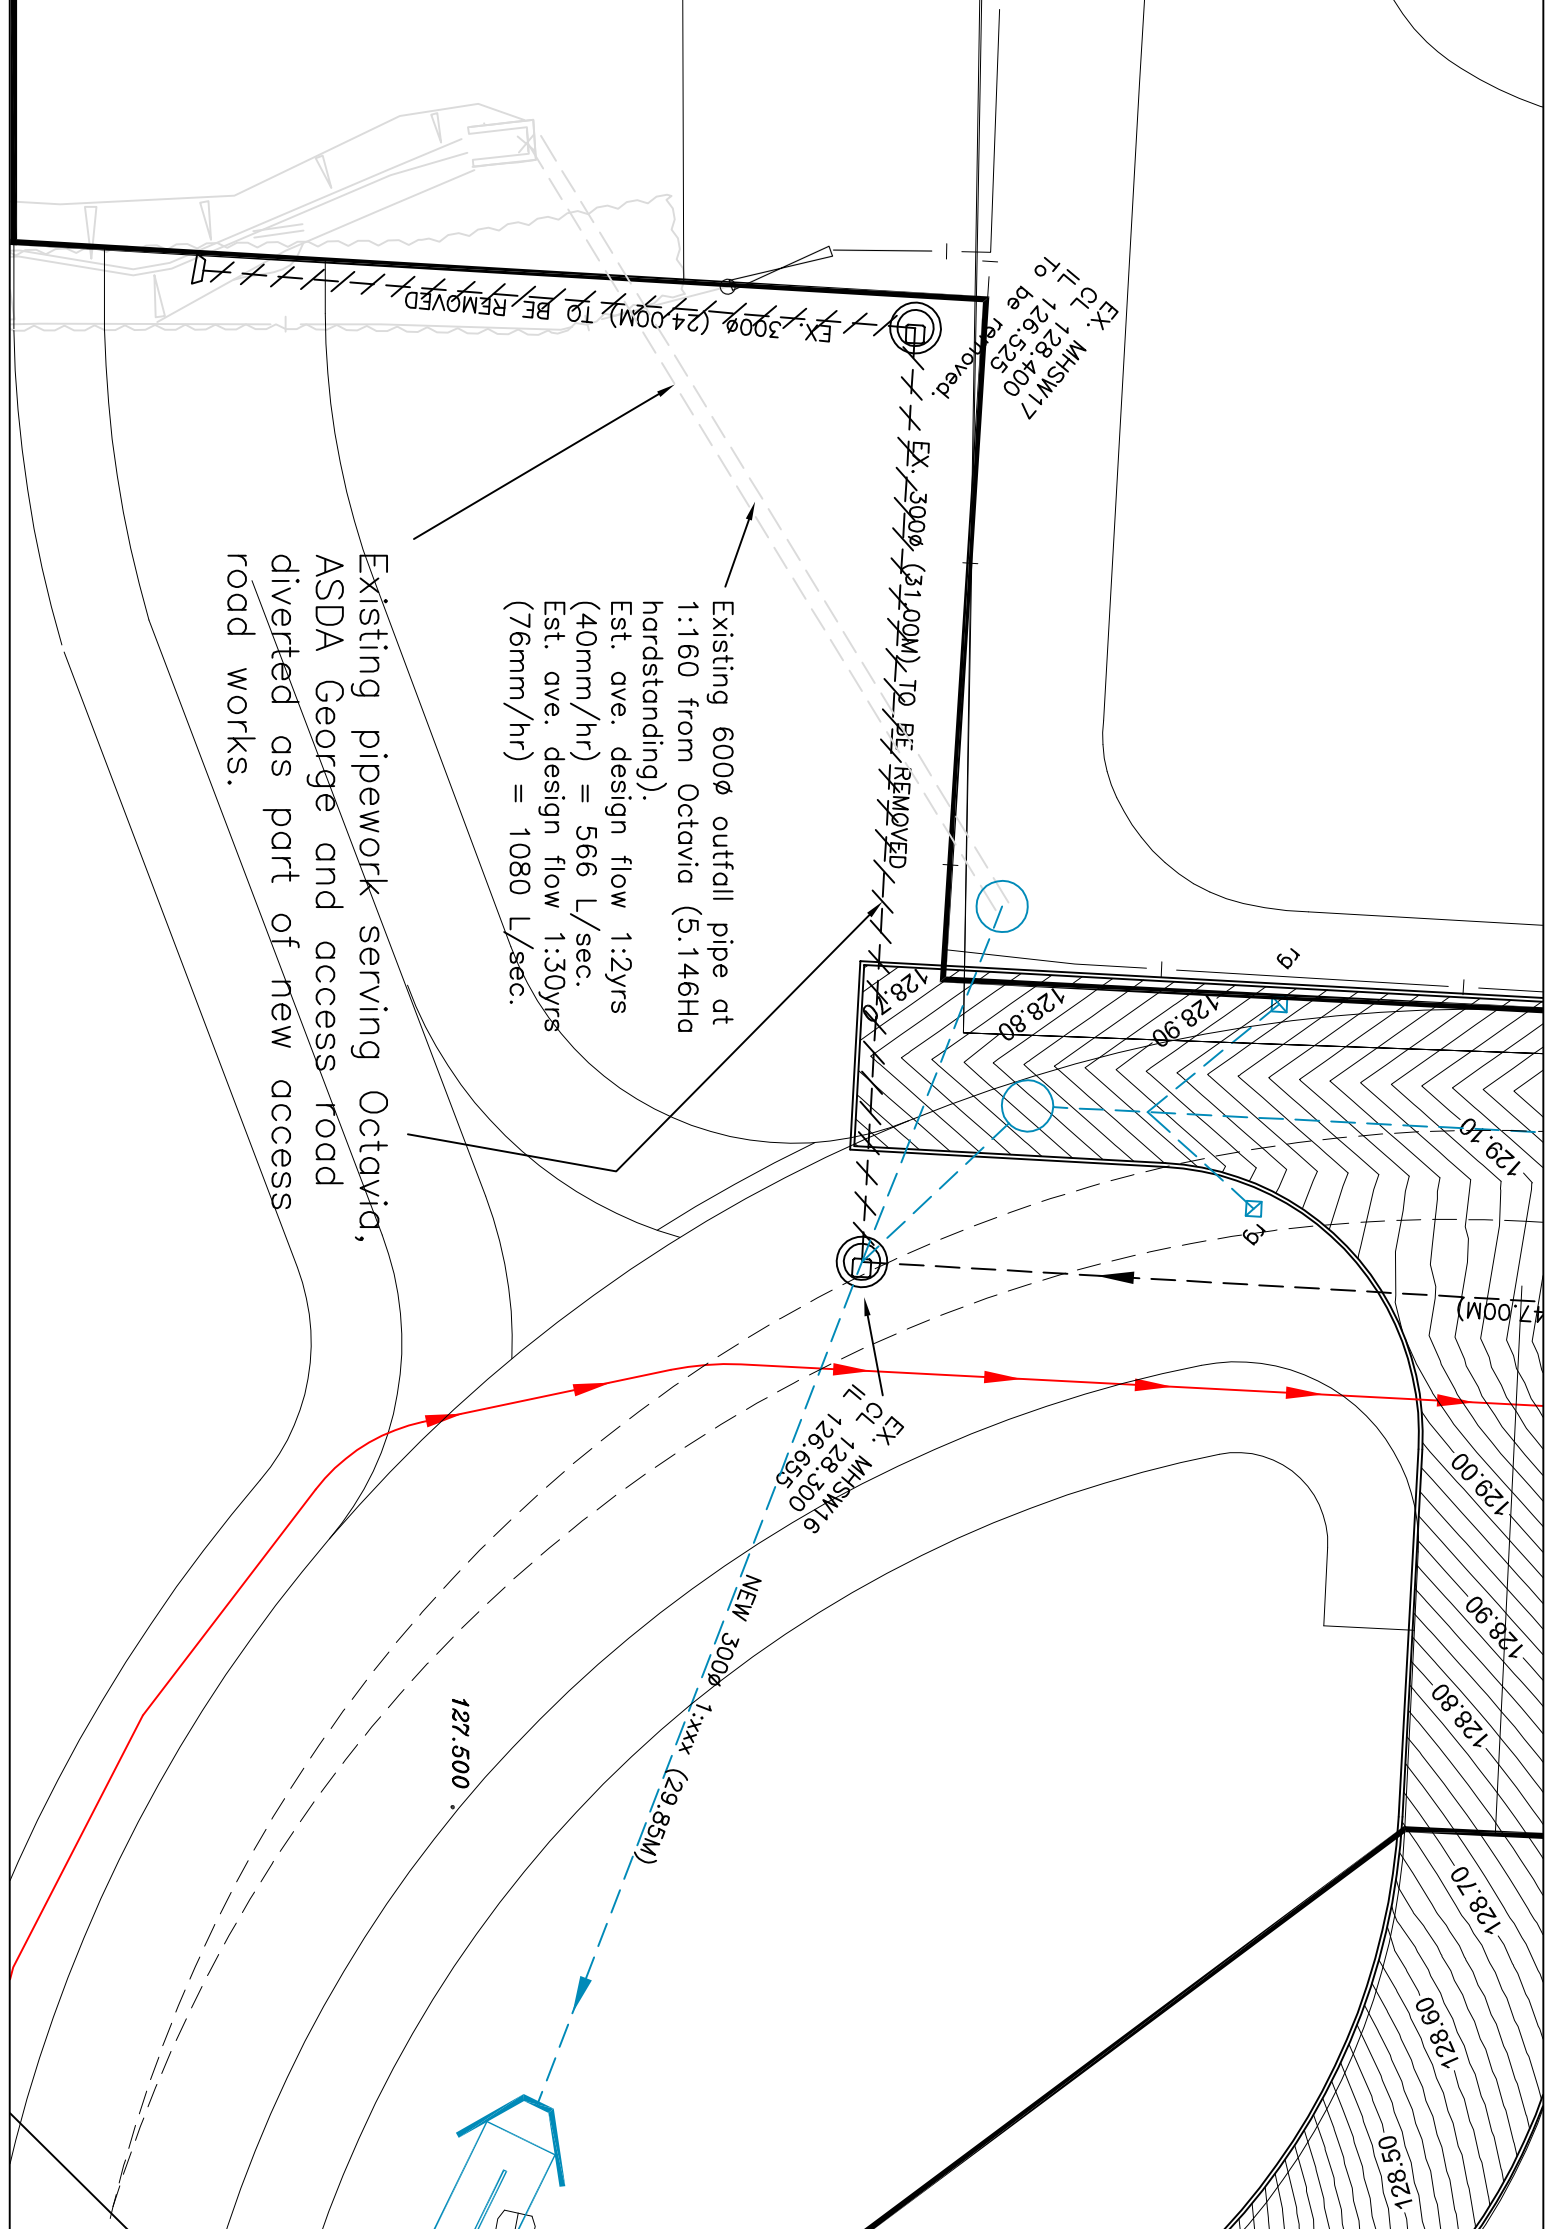 EX. MHSW17
CL 128.400
IL 126.525
To be removed.
EX. 300ø (24.00M) TO BE REMOVED
EX. 300ø (31.00M) TO BE REMOVED
Existing 600ø outfall pipe at
1:160 from Octavia (5.146Ha
hardstanding).
Est. ave. design flow 1:2yrs
(40mm/hr) = 566 L/sec.
Est. ave. design flow 1:30yrs
(76mm/hr) = 1080 L/sec.
Existing pipework serving Octavia,
ASDA George and access road
diverted as part of new access
road works.
rg
128.70
128.80
128.90
129.10
rg
47.00M)
EX. MHSW16
CL 128.300
IL 126.655
129.00
128.90
128.80
128.70
128.60
128.50
NEW 300ø 1:xxx (29.85M)
127.500